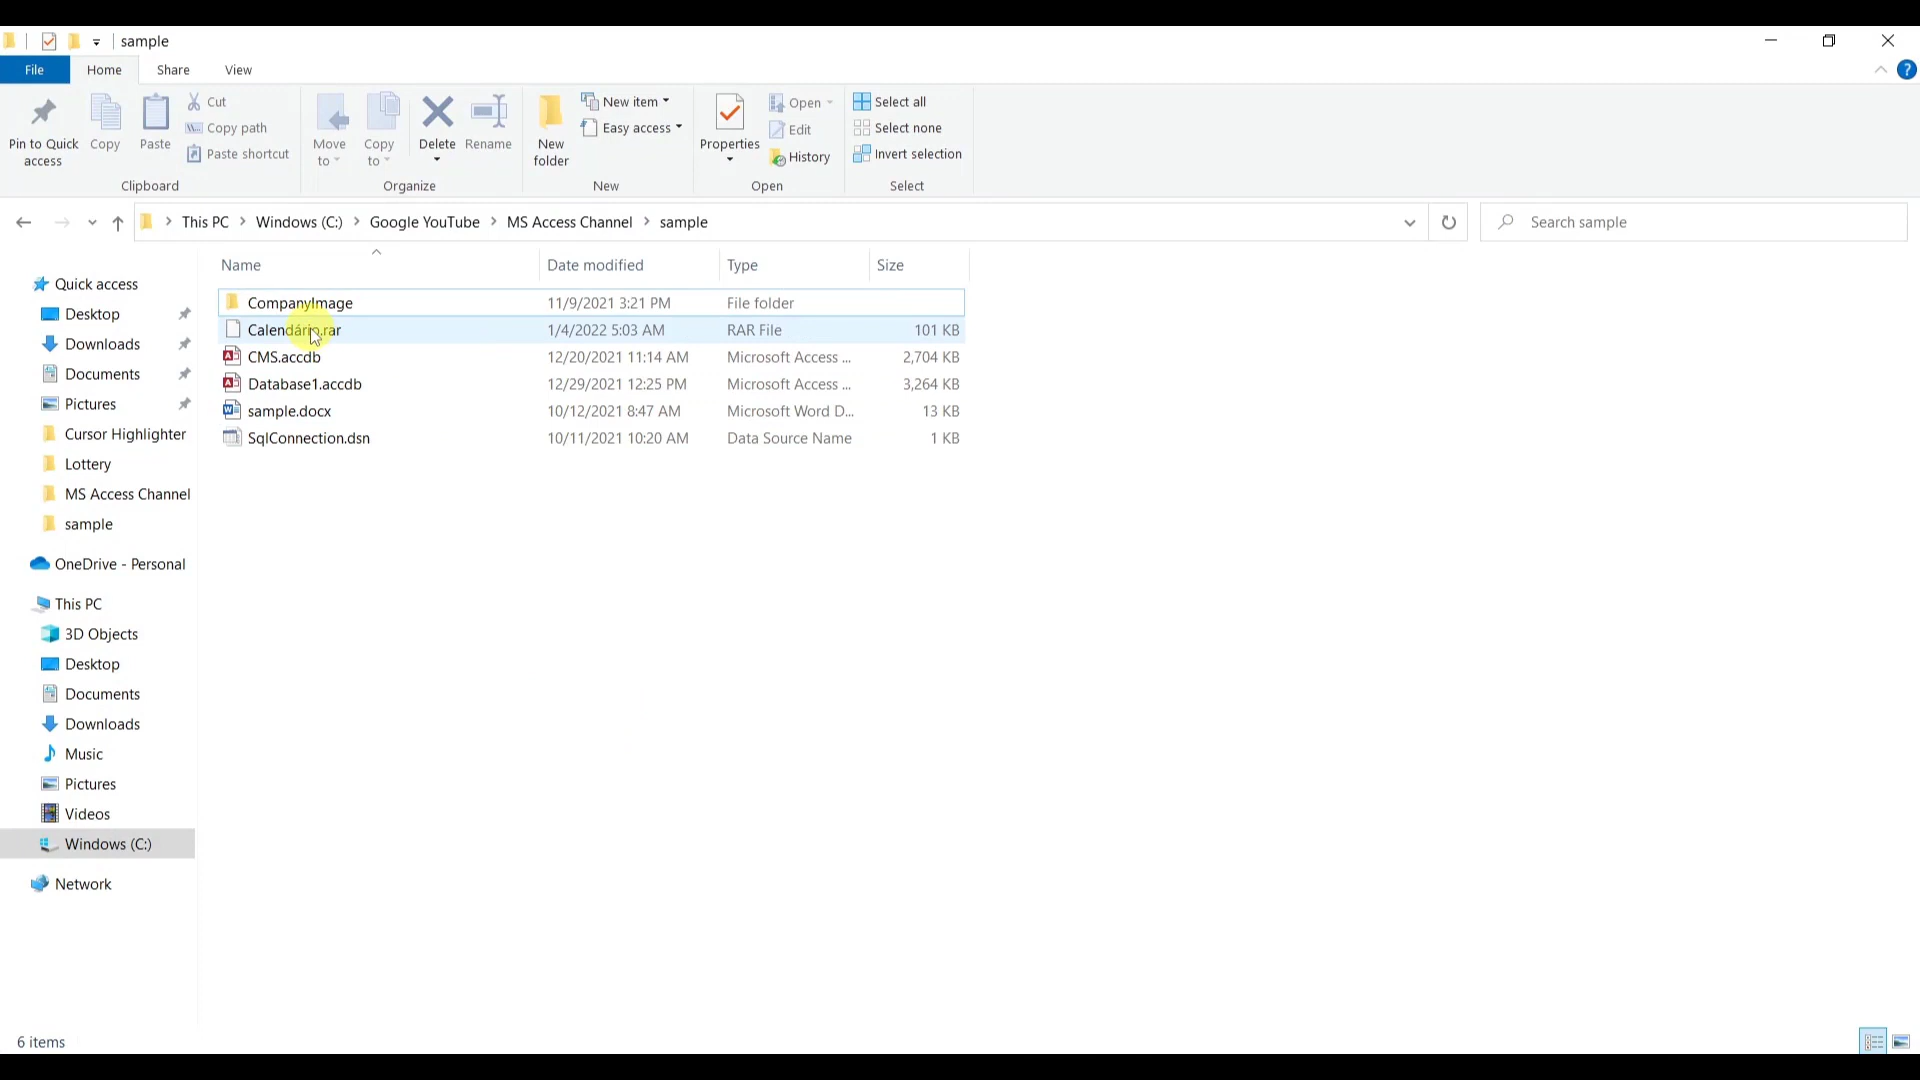 sample
File Home Share View
Pin to Quick access
Copy
Paste
Cut
Copy path
Paste shortcut
Clipboard
Move to
Copy to
Delete
Rename
Organize
New folder
New item
Easy access
New
Properties
Open
Edit
History
Open
Select all
Select none
Invert selection
Select
This PC > Windows (C:) > Google YouTube > MS Access Channel > sample
Search sample
Name Date modified Type Size
CompanyImage 11/9/2021 3:21 PM File folder
Calendário.rar 1/4/2022 5:03 AM RAR File 101 KB
CMS.accdb 12/20/2021 11:14 AM Microsoft Access ... 2,704 KB
Database1.accdb 12/29/2021 12:25 PM Microsoft Access ... 3,264 KB
sample.docx 10/12/2021 8:47 AM Microsoft Word D... 13 KB
SqlConnection.dsn 10/11/2021 10:20 AM Data Source Name 1 KB
Quick access
Desktop
Downloads
Documents
Pictures
Cursor Highlighter
Lottery
MS Access Channel
sample
OneDrive - Personal
This PC
3D Objects
Desktop
Documents
Downloads
Music
Pictures
Videos
Windows (C:)
Network
6 items